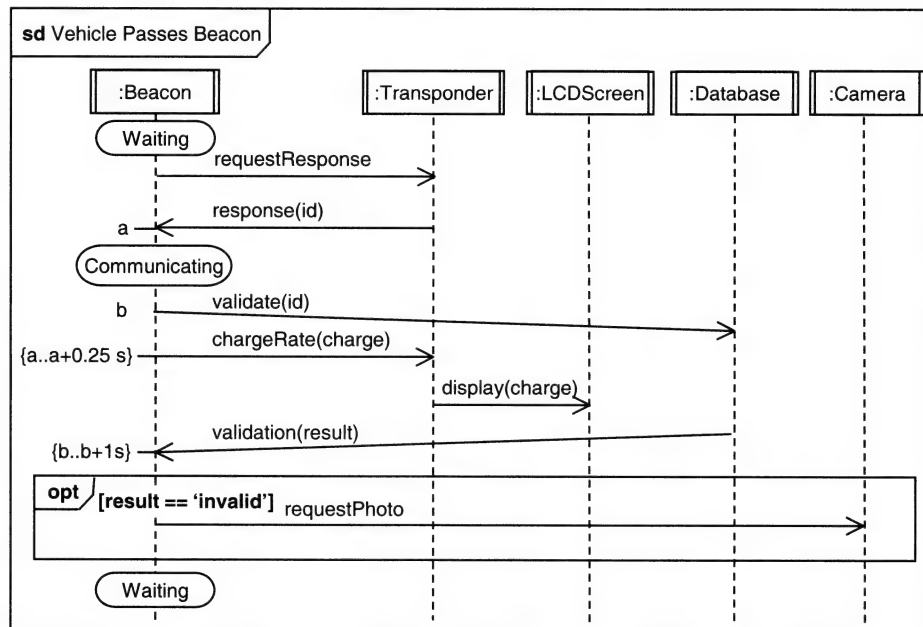 sd Vehicle Passes Beacon
:Beacon
:Transponder
:LCDScreen
:Database
:Camera
Waiting
requestResponse
response(id)
a
Communicating
validate(id)
b
chargeRate(charge)
{a..a+0.25 s}
display(charge)
validation(result)
{b..b+1s}
opt
[result == ‘invalid’]
requestPhoto
Waiting